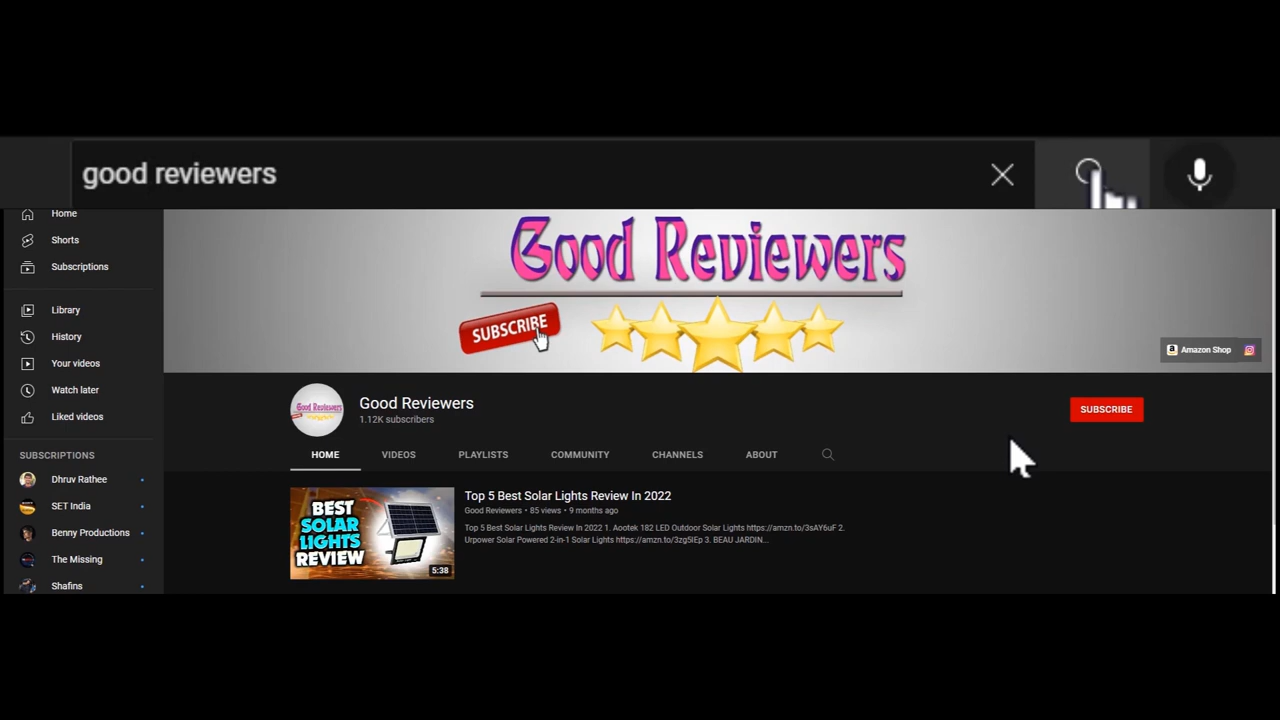 good reviewers
Home
Shorts
Subscriptions
Library
History
Your videos
Watch later
Liked videos
SUBSCRIPTIONS
Dhruv Rathee
SET India
Benny Productions
The Missing
Shafins
Good Reviewers
SUBSCRIBE
Amazon Shop
Good Reviewers
Good Reviewers
1.12K subscribers
SUBSCRIBE
HOME VIDEOS PLAYLISTS COMMUNITY CHANNELS ABOUT
BEST
SOLAR
LIGHTS
REVIEW
5:38
Top 5 Best Solar Lights Review In 2022
Good Reviewers • 85 views • 9 months ago
Top 5 Best Solar Lights Review In 2022 1. Aootek 182 LED Outdoor Solar Lights https://amzn.to/3sAY6uF 2.
Urpower Solar Powered 2-in-1 Solar Lights https://amzn.to/3zg5IEp 3. BEAU JARDIN...